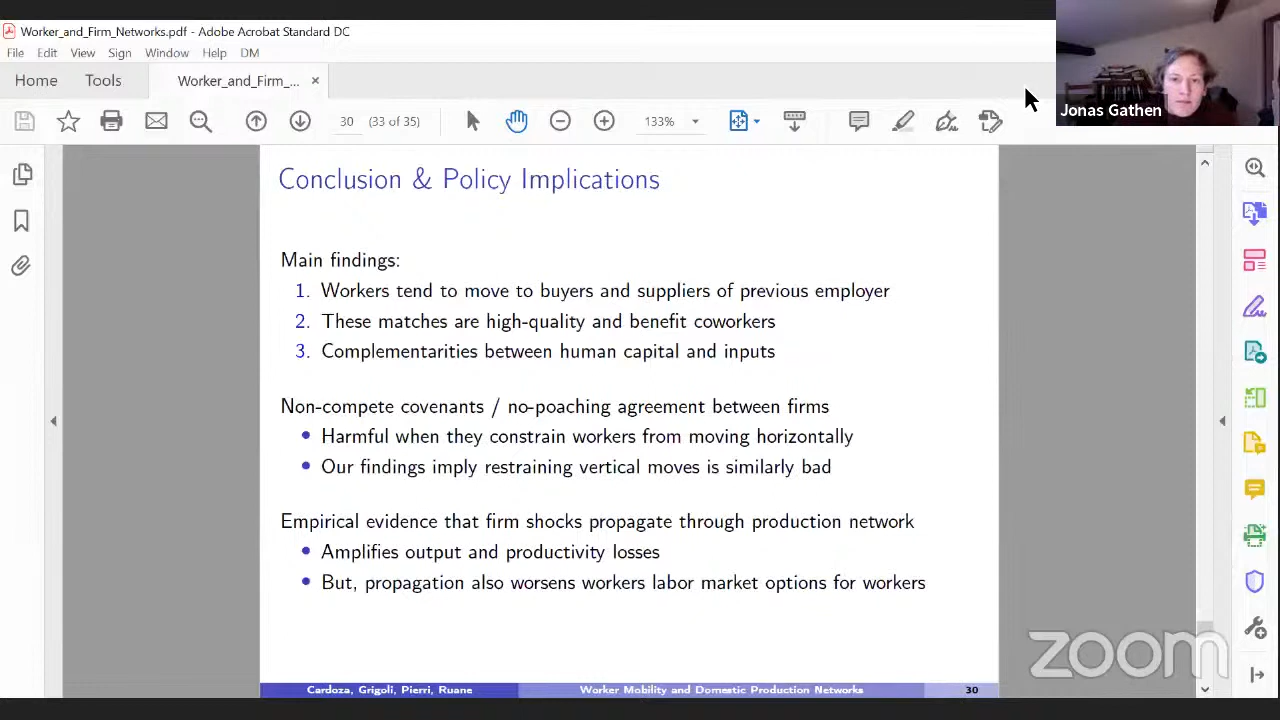 Worker_and_Firm_Networks.pdf - Adobe Acrobat Standard DC
File Edit View Sign Window Help DM
Home Tools Worker_and_Firm_... ×
30 (33 of 35) 133%
Jonas Gathen
Conclusion & Policy Implications
Main findings:
1. Workers tend to move to buyers and suppliers of previous employer
2. These matches are high-quality and benefit coworkers
3. Complementarities between human capital and inputs
Non-compete covenants / no-poaching agreement between firms
• Harmful when they constrain workers from moving horizontally
• Our findings imply restraining vertical moves is similarly bad
Empirical evidence that firm shocks propagate through production network
• Amplifies output and productivity losses
• But, propagation also worsens workers labor market options for workers
zoom
Cardoza, Grigoli, Pierri, Ruane Worker Mobility and Domestic Production Networks 30